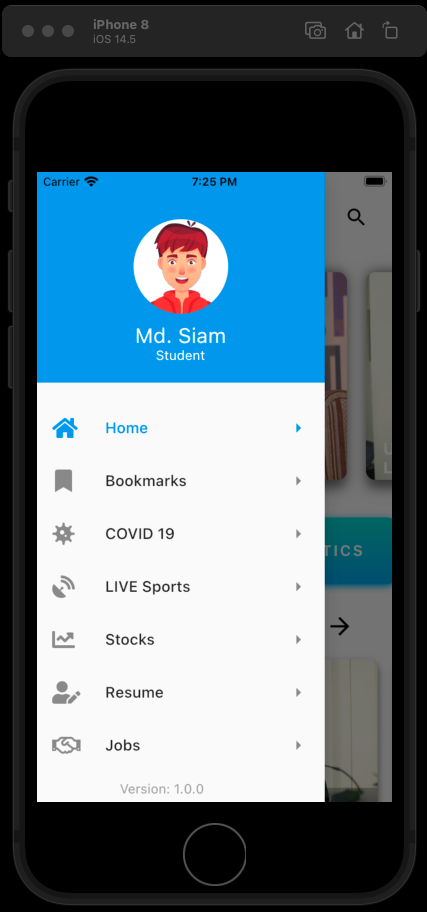 iPhone 8
iOS 14.5
Carrier 7:25 PM
Md. Siam
Student
Home
Bookmarks
COVID 19
LIVE Sports
U
L
Stocks
TICS
Resume
Jobs
Version: 1.0.0